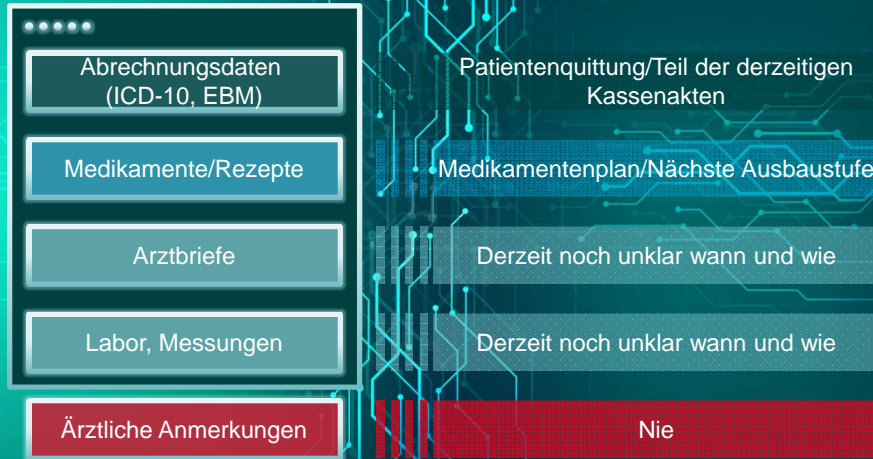 Abrechnungsdaten
(ICD-10, EBM)
Patientenquittung/Teil der derzeitigen
Kassenakten
Medikamente/Rezepte
Medikamentenplan/Nächste Ausbaustufe
Arztbriefe
Derzeit noch unklar wann und wie
Labor, Messungen
Derzeit noch unklar wann und wie
Ärztliche Anmerkungen
Nie